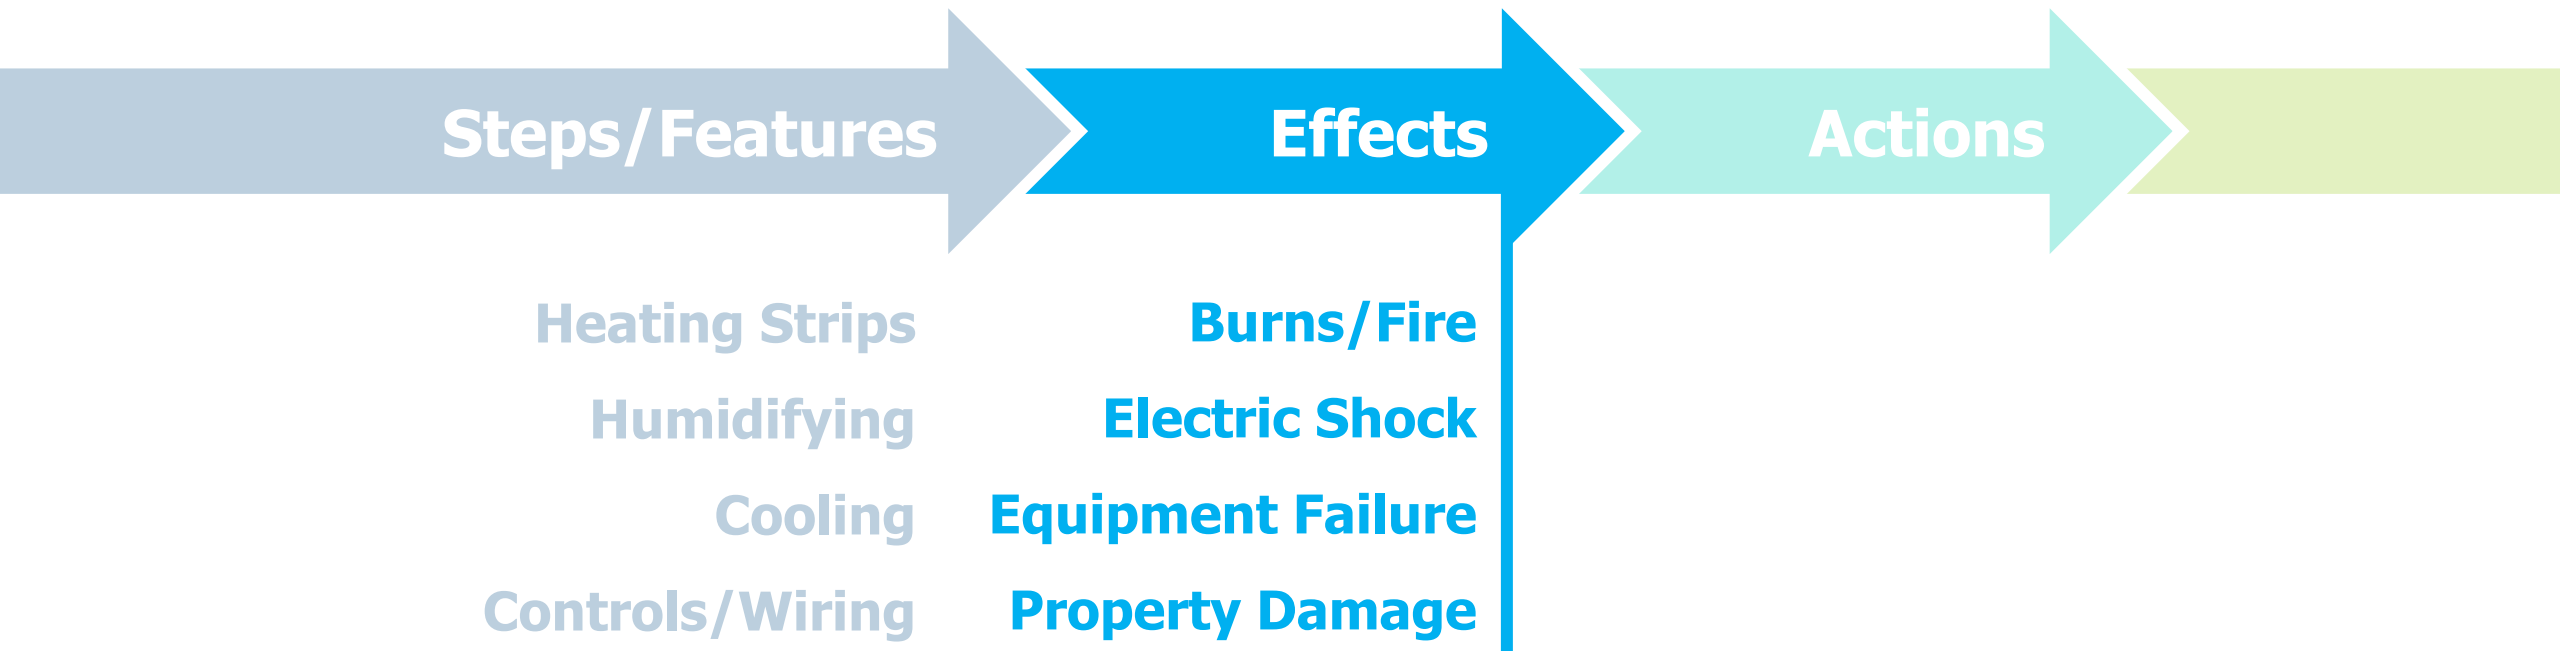 Steps/Features
Effects
Actions
Heating Strips
Humidifying
Cooling
Controls/Wiring
Burns/Fire
Electric Shock
Equipment Failure
Property Damage